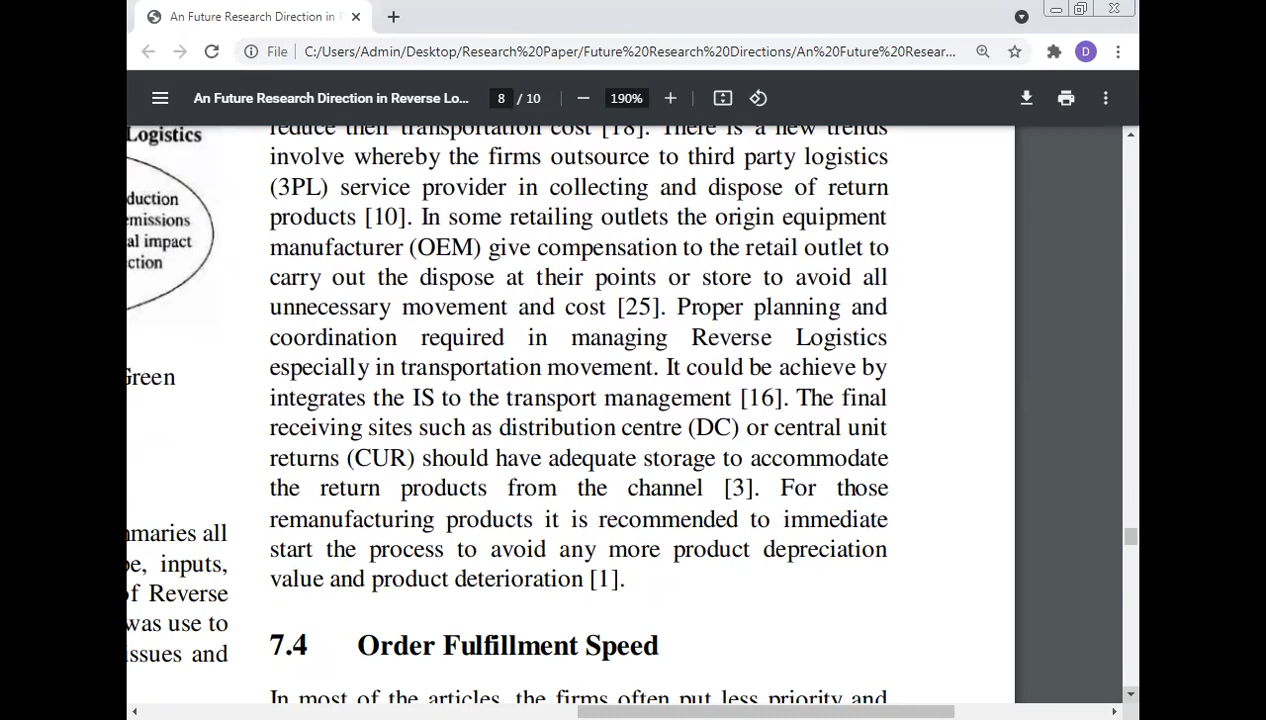 An Future Research Direction in
File C:/Users/Admin/Desktop/Research%20Paper/Future%20Research%20Directions/An%20Future%20Resear...
D
An Future Research Direction in Reverse Lo... 8 / 10 190%
Logistics
duction
missions
al impact
ction
Green
mmaries all
pe, inputs,
of Reverse
was use to
issues and
reduce their transportation cost [18]. There is a new trends
involve whereby the firms outsource to third party logistics
(3PL) service provider in collecting and dispose of return
products [10]. In some retailing outlets the origin equipment
manufacturer (OEM) give compensation to the retail outlet to
carry out the dispose at their points or store to avoid all
unnecessary movement and cost [25]. Proper planning and
coordination required in managing Reverse Logistics
especially in transportation movement. It could be achieve by
integrates the IS to the transport management [16]. The final
receiving sites such as distribution centre (DC) or central unit
returns (CUR) should have adequate storage to accommodate
the return products from the channel [3]. For those
remanufacturing products it is recommended to immediate
start the process to avoid any more product depreciation
value and product deterioration [1].
7.4 Order Fulfillment Speed
In most of the articles, the firms often put less priority and